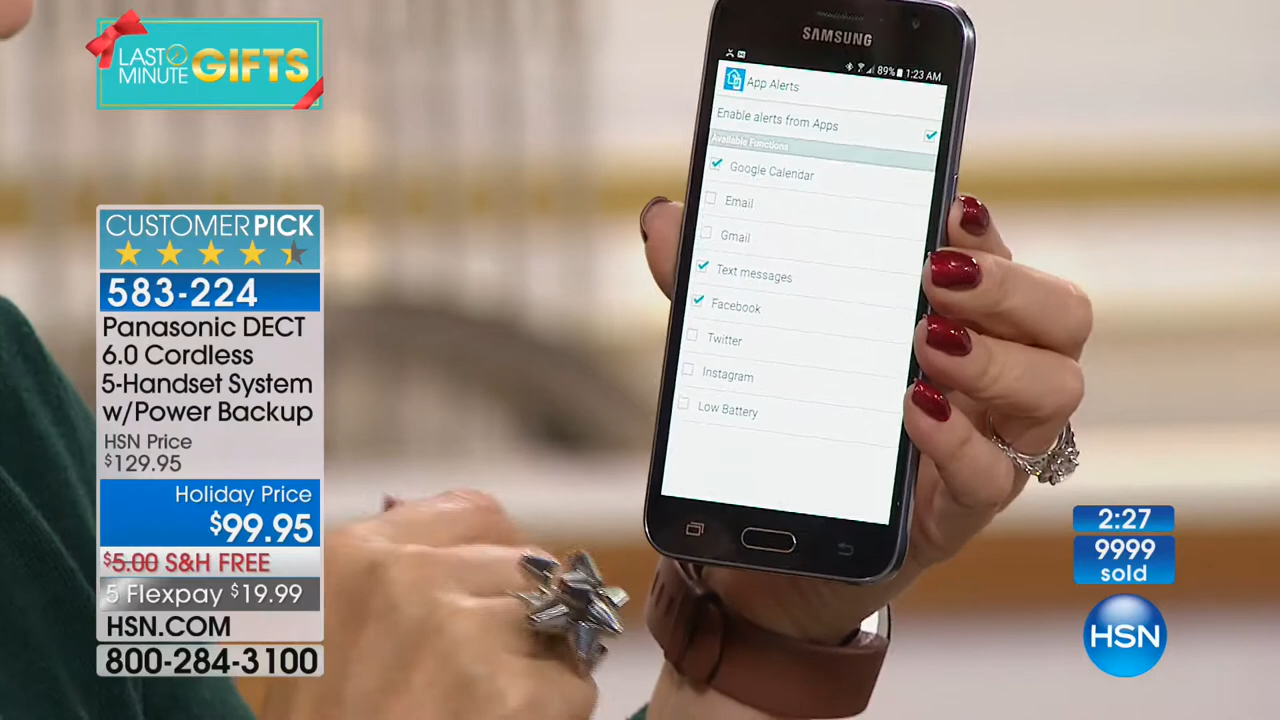 LAST
MINUTE
GIFTS
CUSTOMER PICK
583-224
Panasonic DECT
6.0 Cordless
5-Handset System
w/Power Backup
HSN Price
$129.95
Holiday Price
$99.95
$5.00 S&H FREE
5 Flexpay $19.99
HSN.COM
800-284-3100
SAMSUNG
89% 1:23 AM
App Alerts
Enable alerts from Apps
Available Functions
Google Calendar
Email
Gmail
Text messages
Facebook
Twitter
Instagram
Low Battery
2:27
9999
sold
HSN